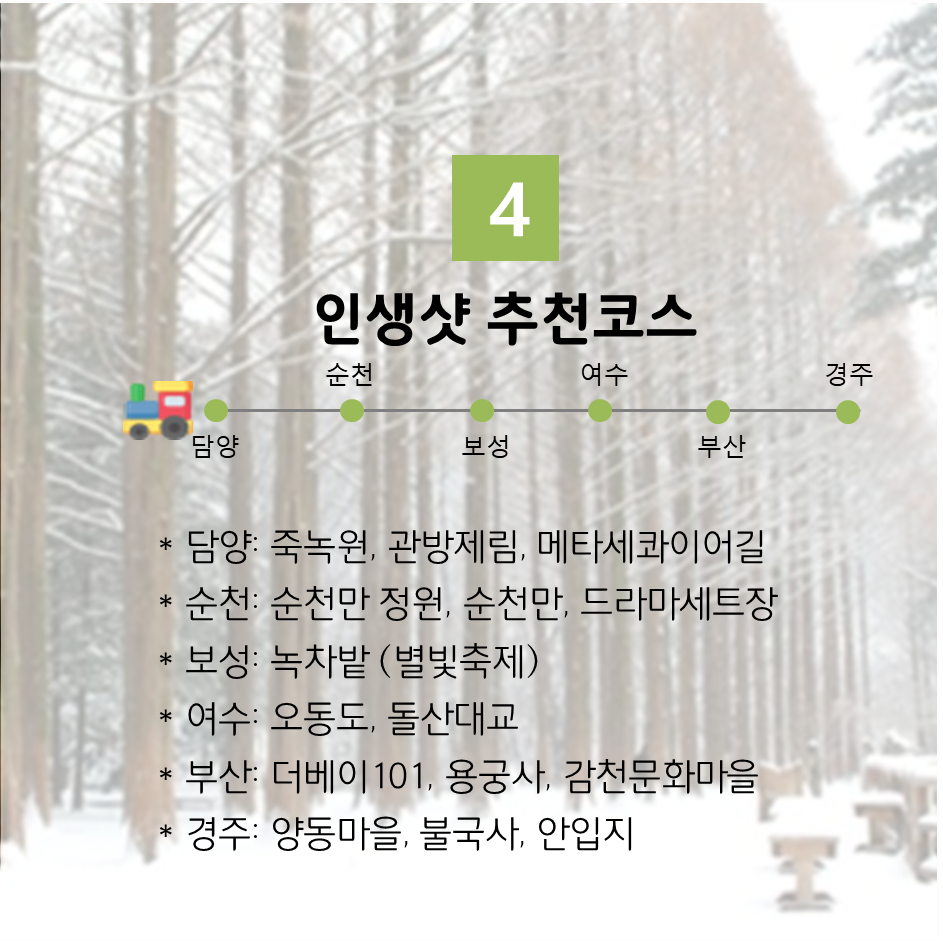 4
인생샷 추천코스
순천 여수 경주
담양 보성 부산
* 담양: 죽녹원, 관방제림, 메타세콰이어길
* 순천: 순천만 정원, 순천만, 드라마세트장
* 보성: 녹차밭 (별빛축제)
* 여수: 오동도, 돌산대교
* 부산: 더베이101, 용궁사, 감천문화마을
* 경주: 양동마을, 불국사, 안입지